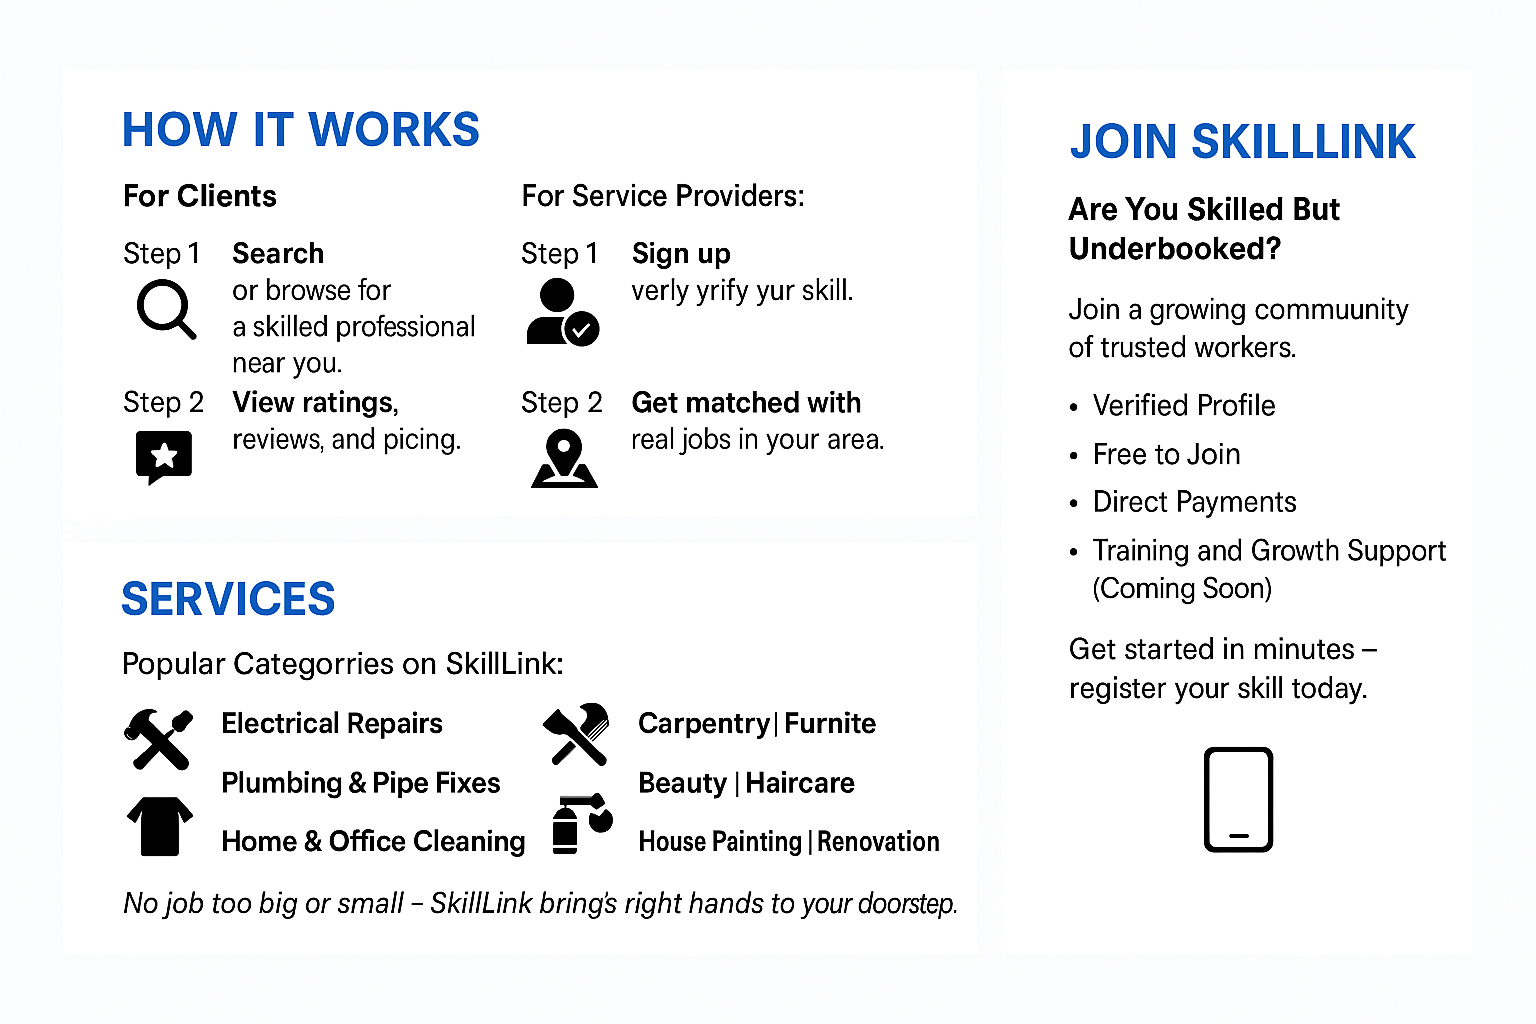 HOW IT WORKS
For Clients
Step 1 Search
or browse for
a skilled professional
near you.
Step 2 View ratings,
reviews, and picing.
For Service Providers:
Step 1 Sign up
verly yrify yur skill.
Step 2 Get matched with
real jobs in your area.
SERVICES
Popular Categorries on SkillLink:
Electrical Repairs
Plumbing & Pipe Fixes
Home & Office Cleaning
Carpentry | Furnite
Beauty | Haircare
House Painting | Renovation
No job too big or small – SkillLink bring's right hands to your doorstep.
JOIN SKILLLINK
Are You Skilled But
Underbooked?
Join a growing commuunity
of trusted workers.
• Verified Profile
• Free to Join
• Direct Payments
• Training and Growth Support
(Coming Soon)
Get started in minutes –
register your skill today.